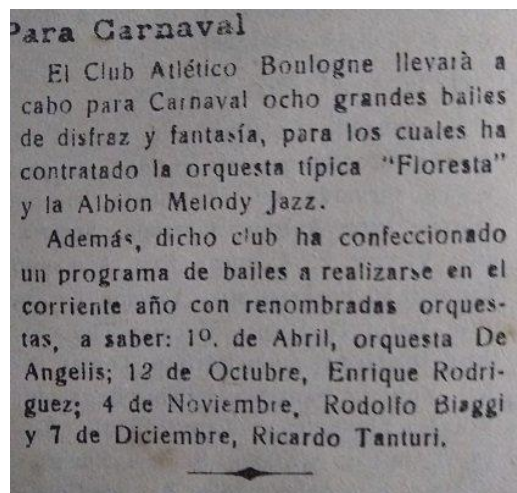 Para Carnaval
El Club Atlético Boulogne llevarà a
cabo para Carnaval ocho grandes bailes
de disfraz y fantasía, para los cuales ha
contratado la orquesta típica "Floresta"
y la Albion Melody Jazz.
Además, dicho club ha confeccionado
un programa de bailes a realizarse en el
corriente año con renombradas orques-
tas, a saber: 1º. de Abril, orquesta De
Angelis; 12 de Octubre, Enrique Rodri-
guez; 4 de Noviembre, Rodolfo Biaggi
y 7 de Diciembre, Ricardo Tanturi.